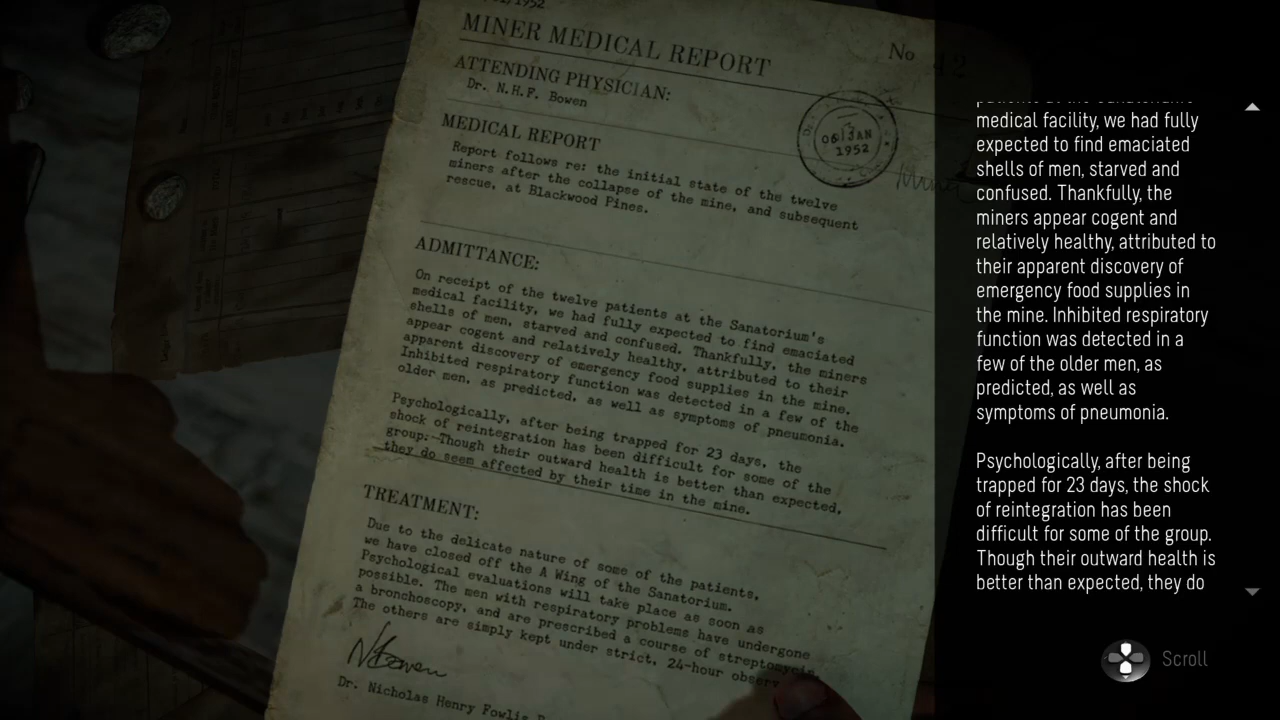 1952
MINER MEDICAL REPORT
No 42
ATTENDING PHYSICIAN:
Dr. N.H.F. Bowen
06 JAN
1952
MEDICAL REPORT
Report follows re: the initial state of the twelve
miners after the collapse of the mine, and subsequent
rescue, at Blackwood Pines.
ADMITTANCE:
On receipt of the twelve patients at the Sanatorium's
medical facility, we had fully expected to find emaciated
shells of men, starved and confused. Thankfully, the miners
appear cogent and relatively healthy, attributed to their
apparent discovery of emergency food supplies in the mine.
Inhibited respiratory function was detected in a few of the
older men, as predicted, as well as symptoms of pneumonia.
Psychologically, after being trapped for 23 days, the
shock of reintegration has been difficult for some of the
group. Though their outward health is better than expected,
they do seem affected by their time in the mine.
TREATMENT:
Due to the delicate nature of some of the patients,
we have closed off the A Wing of the Sanatorium.
Psychological evaluations will take place as soon as
possible. The men with respiratory problems have undergone
a bronchoscopy, and are prescribed a course of streptomycin.
The others are simply kept under strict, 24-hour
NBowen
Dr. Nicholas Henry Fowlis
medical facility, we had fully
expected to find emaciated
shells of men, starved and
confused. Thankfully, the
miners appear cogent and
relatively healthy, attributed to
their apparent discovery of
emergency food supplies in
the mine. Inhibited respiratory
function was detected in a
few of the older men, as
predicted, as well as
symptoms of pneumonia.
Psychologically, after being
trapped for 23 days, the shock
of reintegration has been
difficult for some of the group.
Though their outward health is
better than expected, they do
Scroll